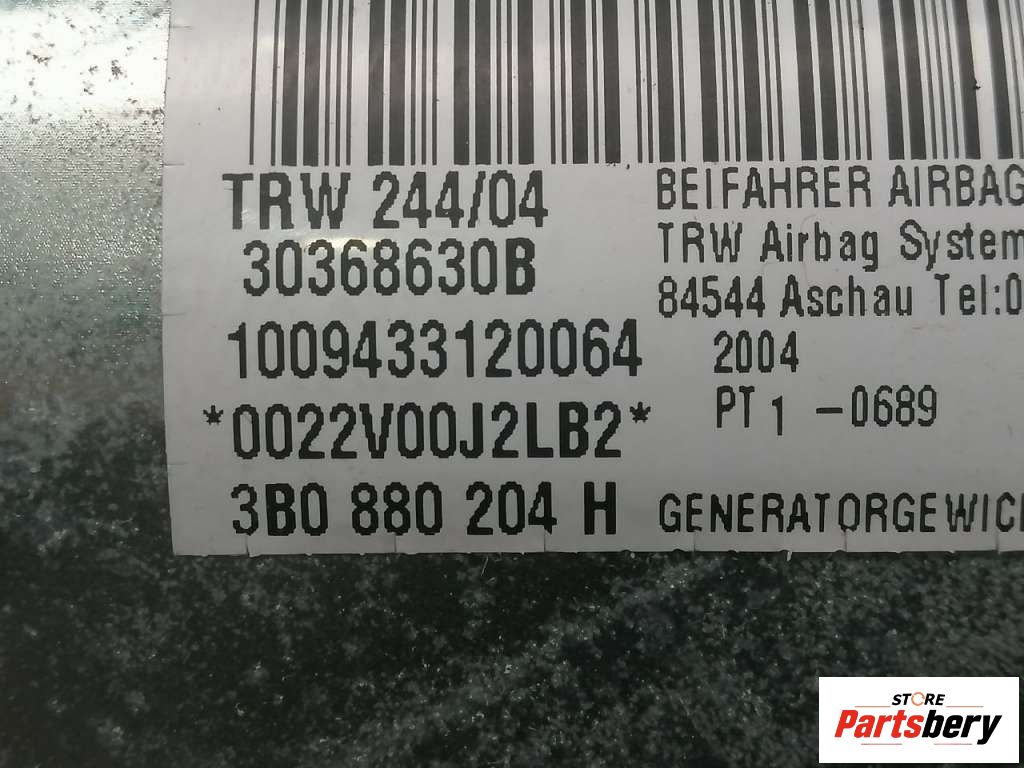 TRW 244/04
30368630B
1009433120064
*0022V00J2LB2*
3B0 880 204 H
BEIFAHRER AIRBAG
TRW Airbag System
84544 Aschau Tel:0
2004
PT 1 -0689
GENERATORGEWICH
STORE
Partsbery